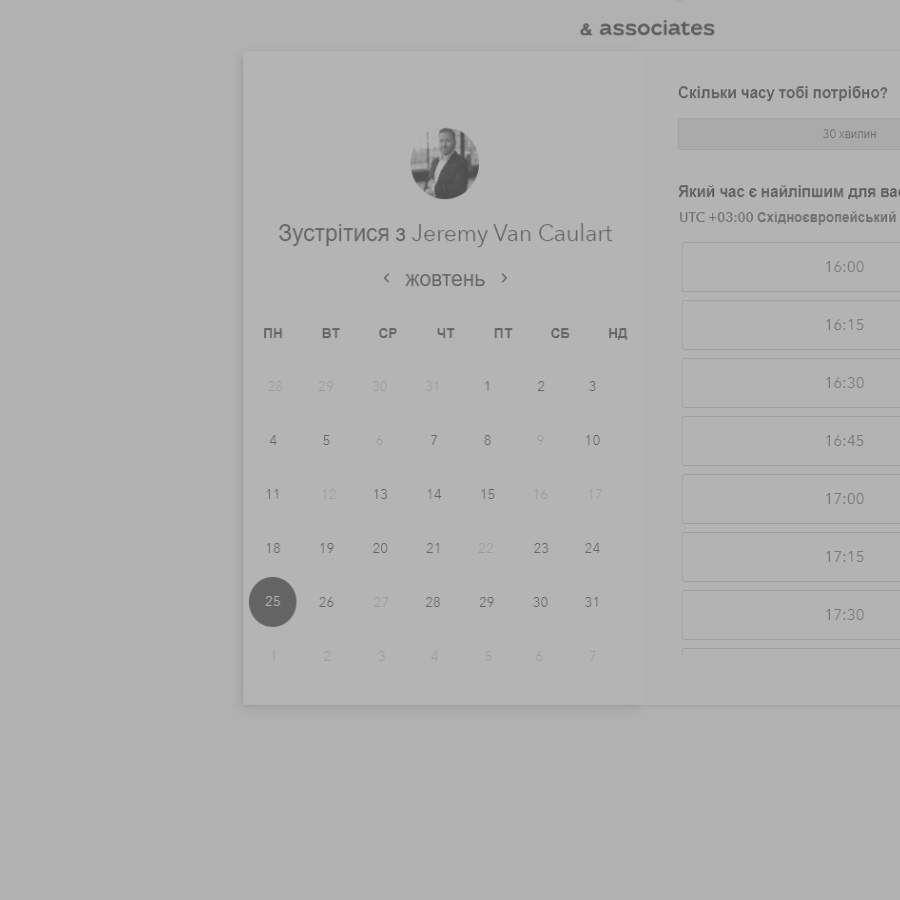 & associates
Зустрітися з Jeremy Van Caulart
‹ жовтень ›
ПН ВТ СР ЧТ ПТ СБ НД
28 29 30 31 1 2 3
4 5 6 7 8 9 10
11 12 13 14 15 16 17
18 19 20 21 22 23 24
25 26 27 28 29 30 31
1 2 3 4 5 6 7
Скільки часу тобі потрібно?
30 хвилин
Який час є найліпшим для
UTC +03:00 Східноєвропейський
16:00
16:15
16:30
16:45
17:00
17:15
17:30